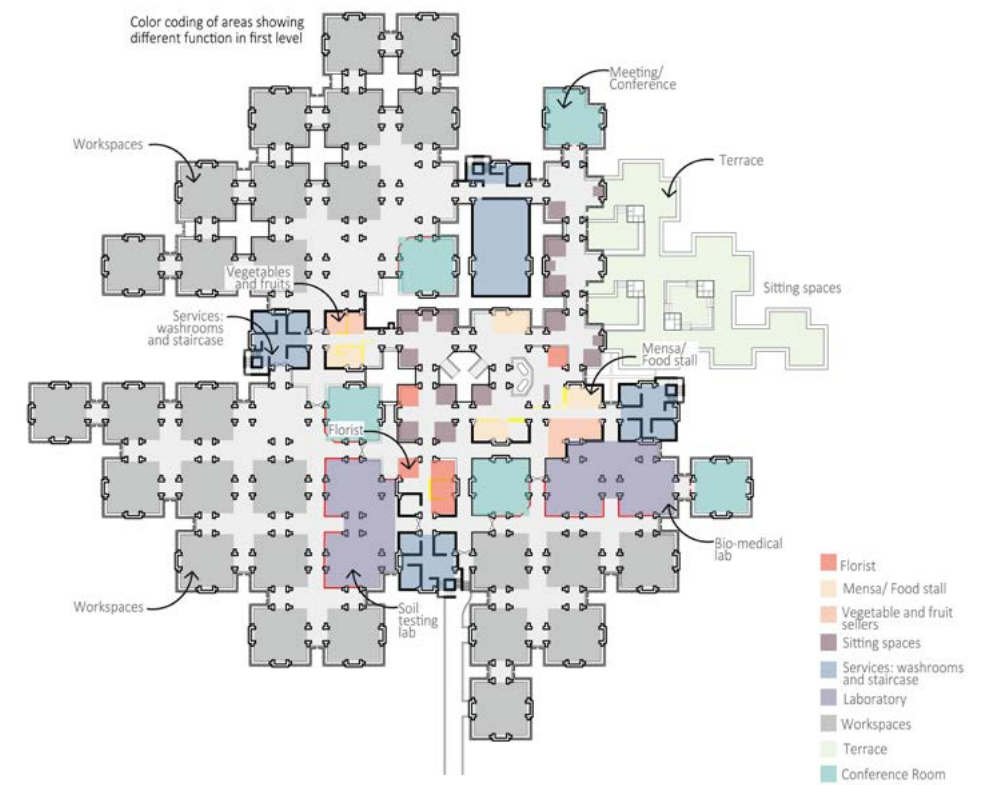 Color coding of areas showing
different function in first level
Meeting/
Conference
Workspaces
Terrace
Vegetables
and fruits
Sitting spaces
Services:
washrooms
and staircase
Mensa/
Food stall
Florist
Bio-medical
lab
Workspaces
Soil
testing
lab
Florist
Mensa/ Food stall
Vegetable and fruit
sellers
Sitting spaces
Services: washrooms
and staircase
Laboratory
Workspaces
Terrace
Conference Room